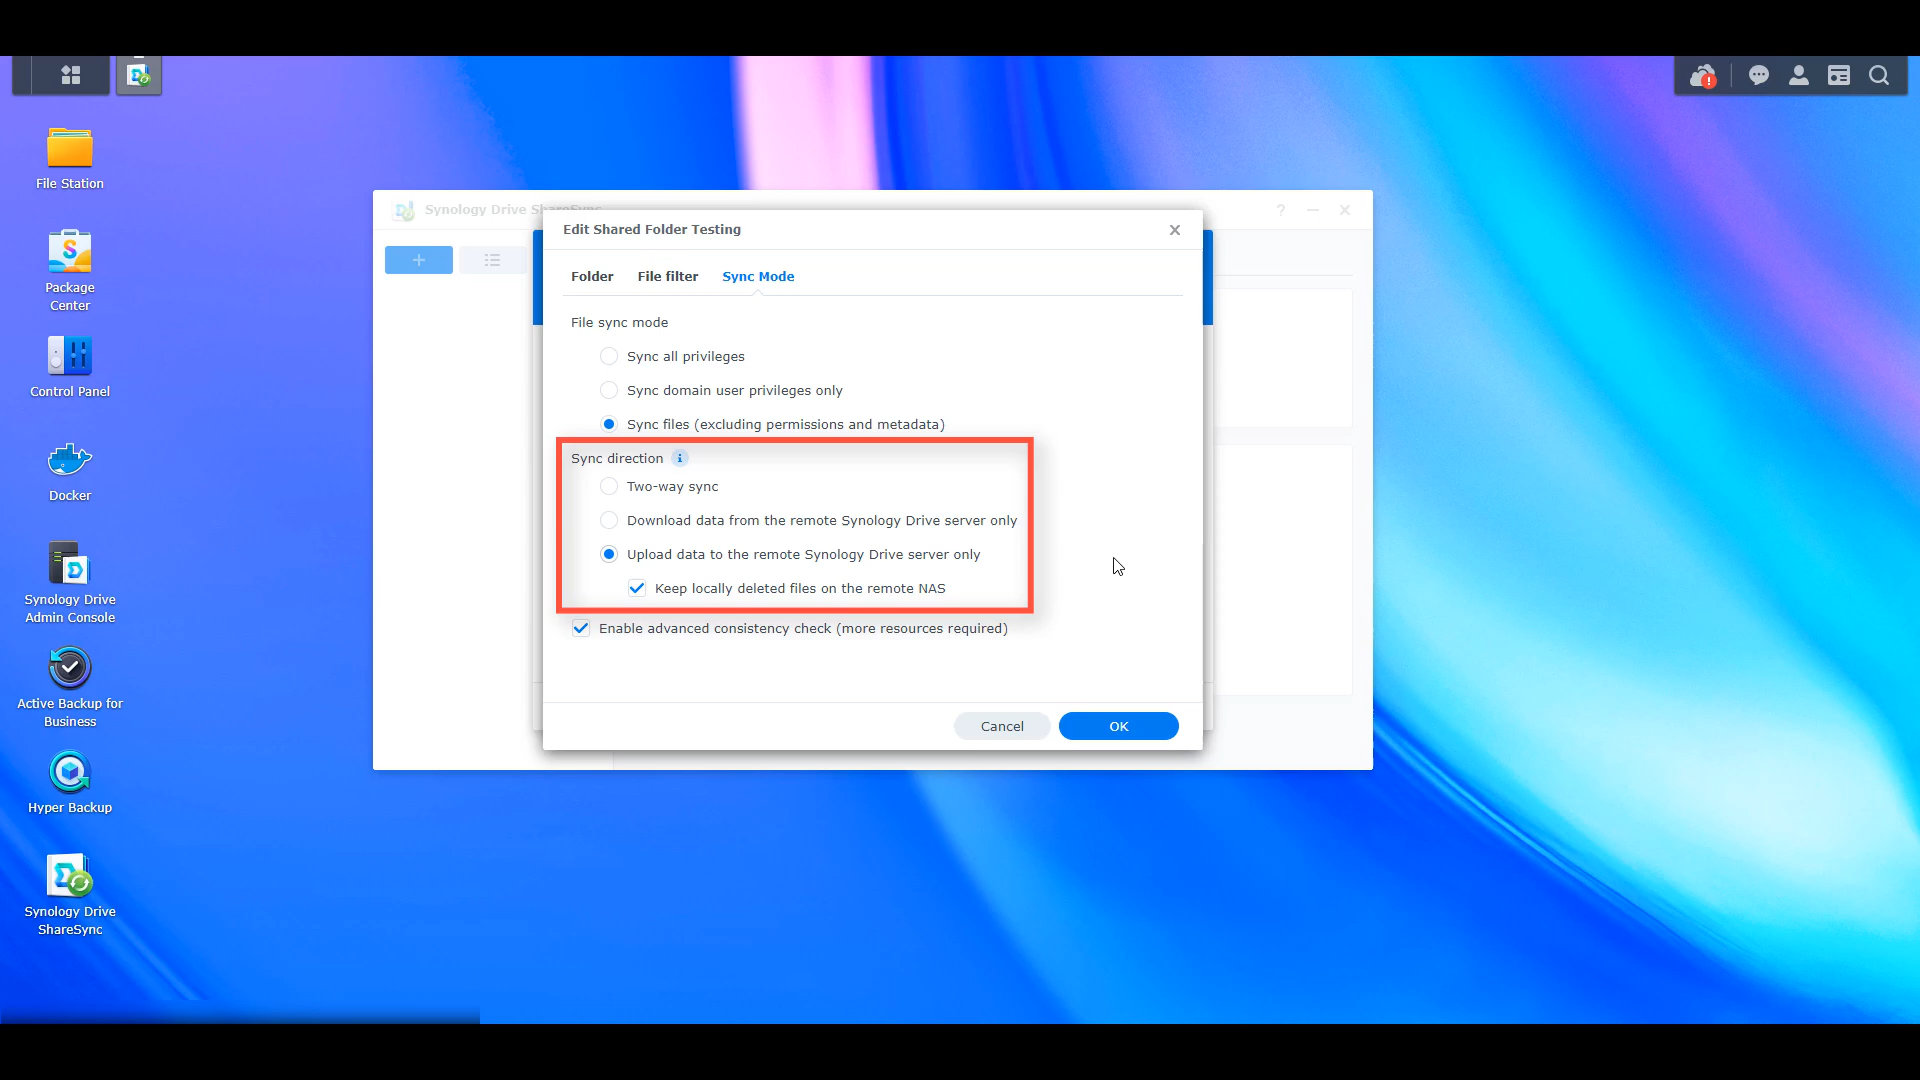 File Station
Package
Center
Control Panel
Docker
Synology Drive
Admin Console
Active Backup for
Business
Hyper Backup
Synology Drive
ShareSync
Synology Drive ShareSync
Edit Shared Folder Testing
Folder File filter Sync Mode
File sync mode
Sync all privileges
Sync domain user privileges only
Sync files (excluding permissions and metadata)
Sync direction
Two-way sync
Download data from the remote Synology Drive server only
Upload data to the remote Synology Drive server only
Keep locally deleted files on the remote NAS
Enable advanced consistency check (more resources required)
Cancel OK